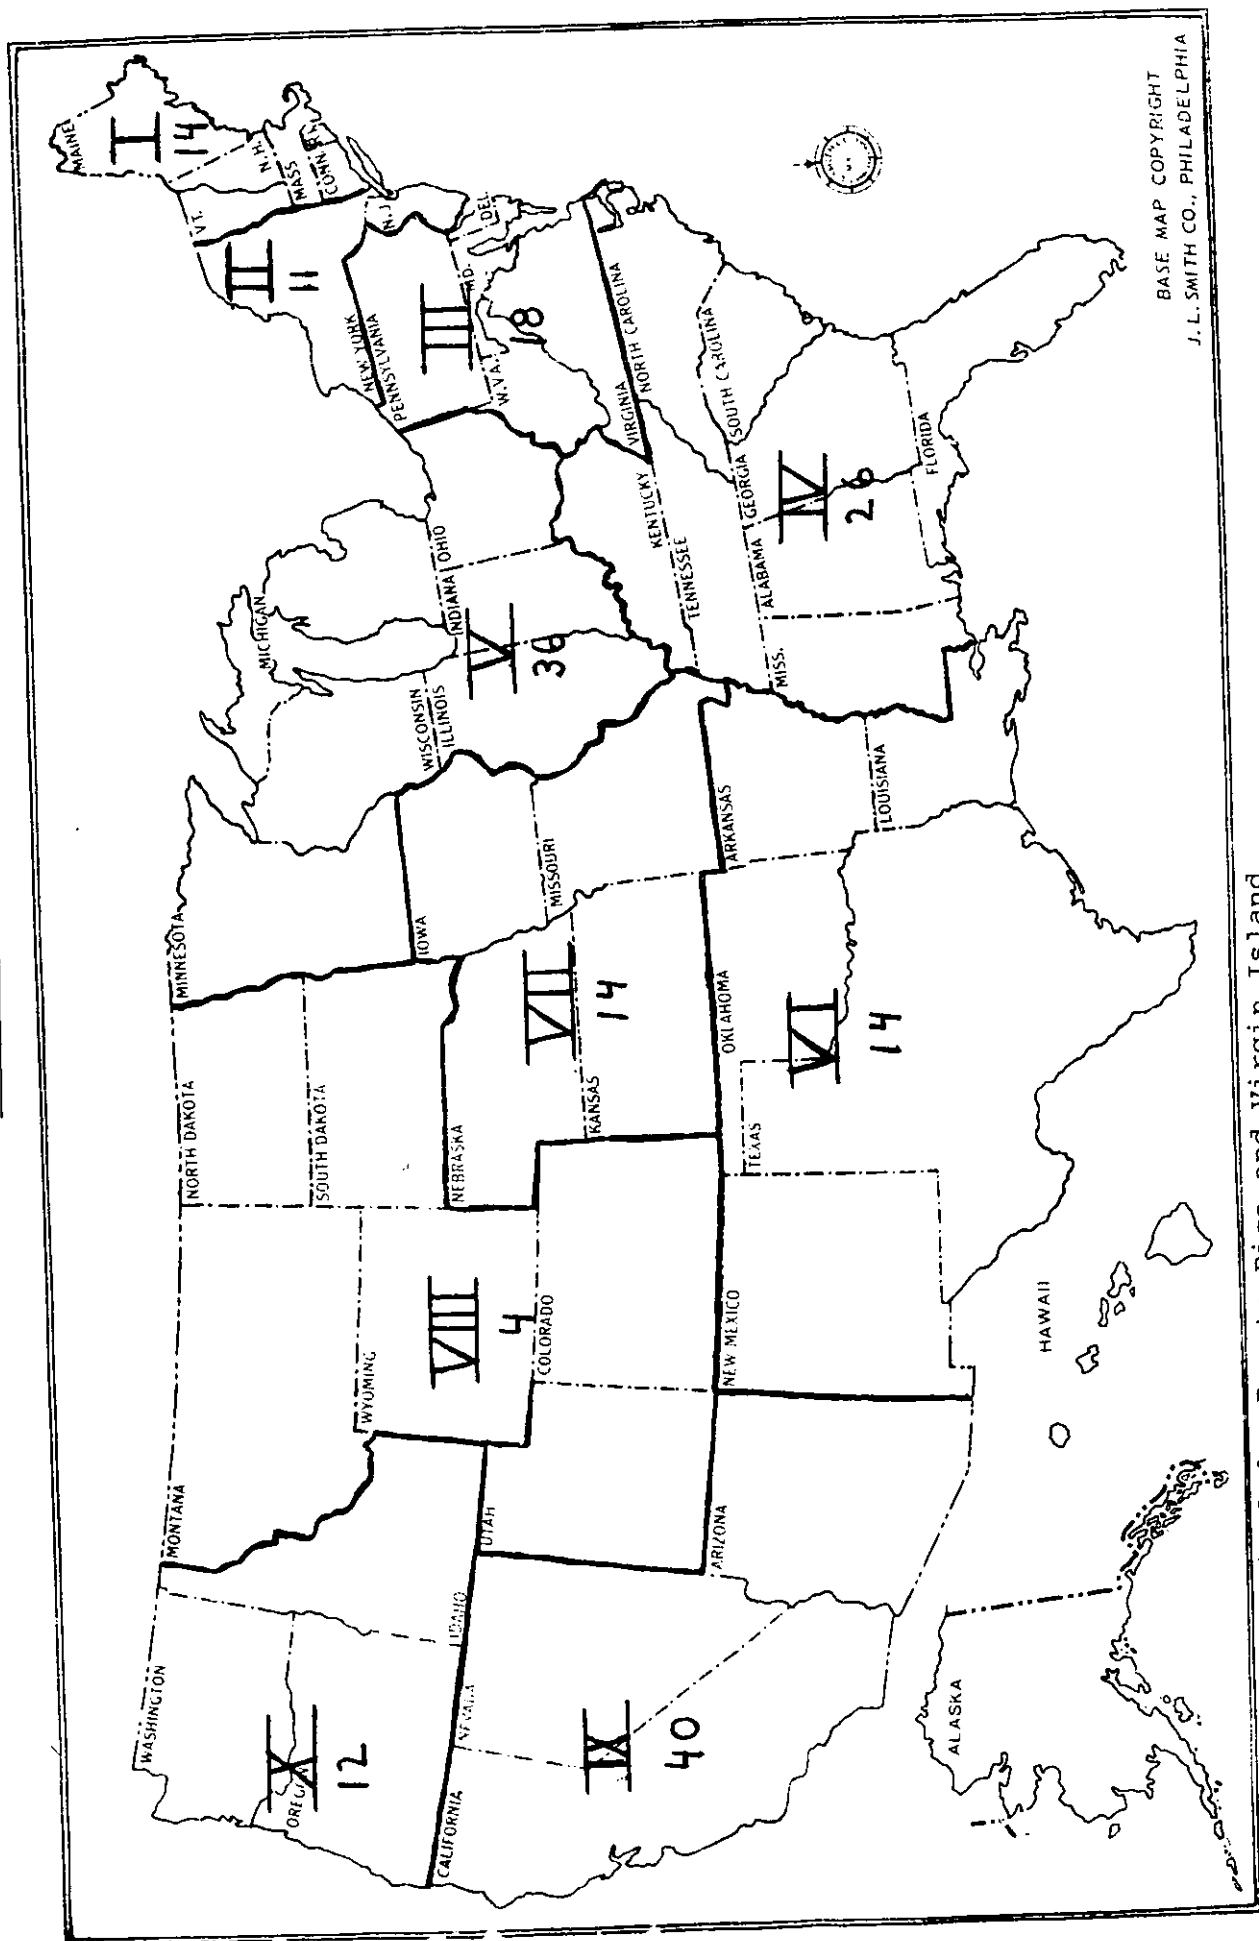 WASHINGTON
MONTANA
NORTH DAKOTA
MINNESOTA
MAINE
I
14
VT.
N.H.
MASS
CONN
R.I.
II
11
NEW YORK
PENNSYLVANIA
N.J.
III
18
MD.
DEL.
W.VA.
VIRGINIA
NORTH CAROLINA
SOUTH DAKOTA
MICHIGAN
WISCONSIN
ILLINOIS
INDIANA
OHIO
V
36
X
12
IDAHO
WYOMING
VIII
4
NEBRASKA
IOWA
VII
14
MISSOURI
KENTUCKY
TENNESSEE
CALIFORNIA
NEVADA
UTAH
COLORADO
KANSAS
IX
40
ARIZONA
NEW MEXICO
OKLAHOMA
ARKANSAS
TEXAS
VI
14
MISS.
ALABAMA
GEORGIA
SOUTH CAROLINA
IV
26
LOUISIANA
FLORIDA
ALASKA
HAWAII
BASE MAP COPYRIGHT
J. L. SMITH CO., PHILADELPHIA
and Virgin Island